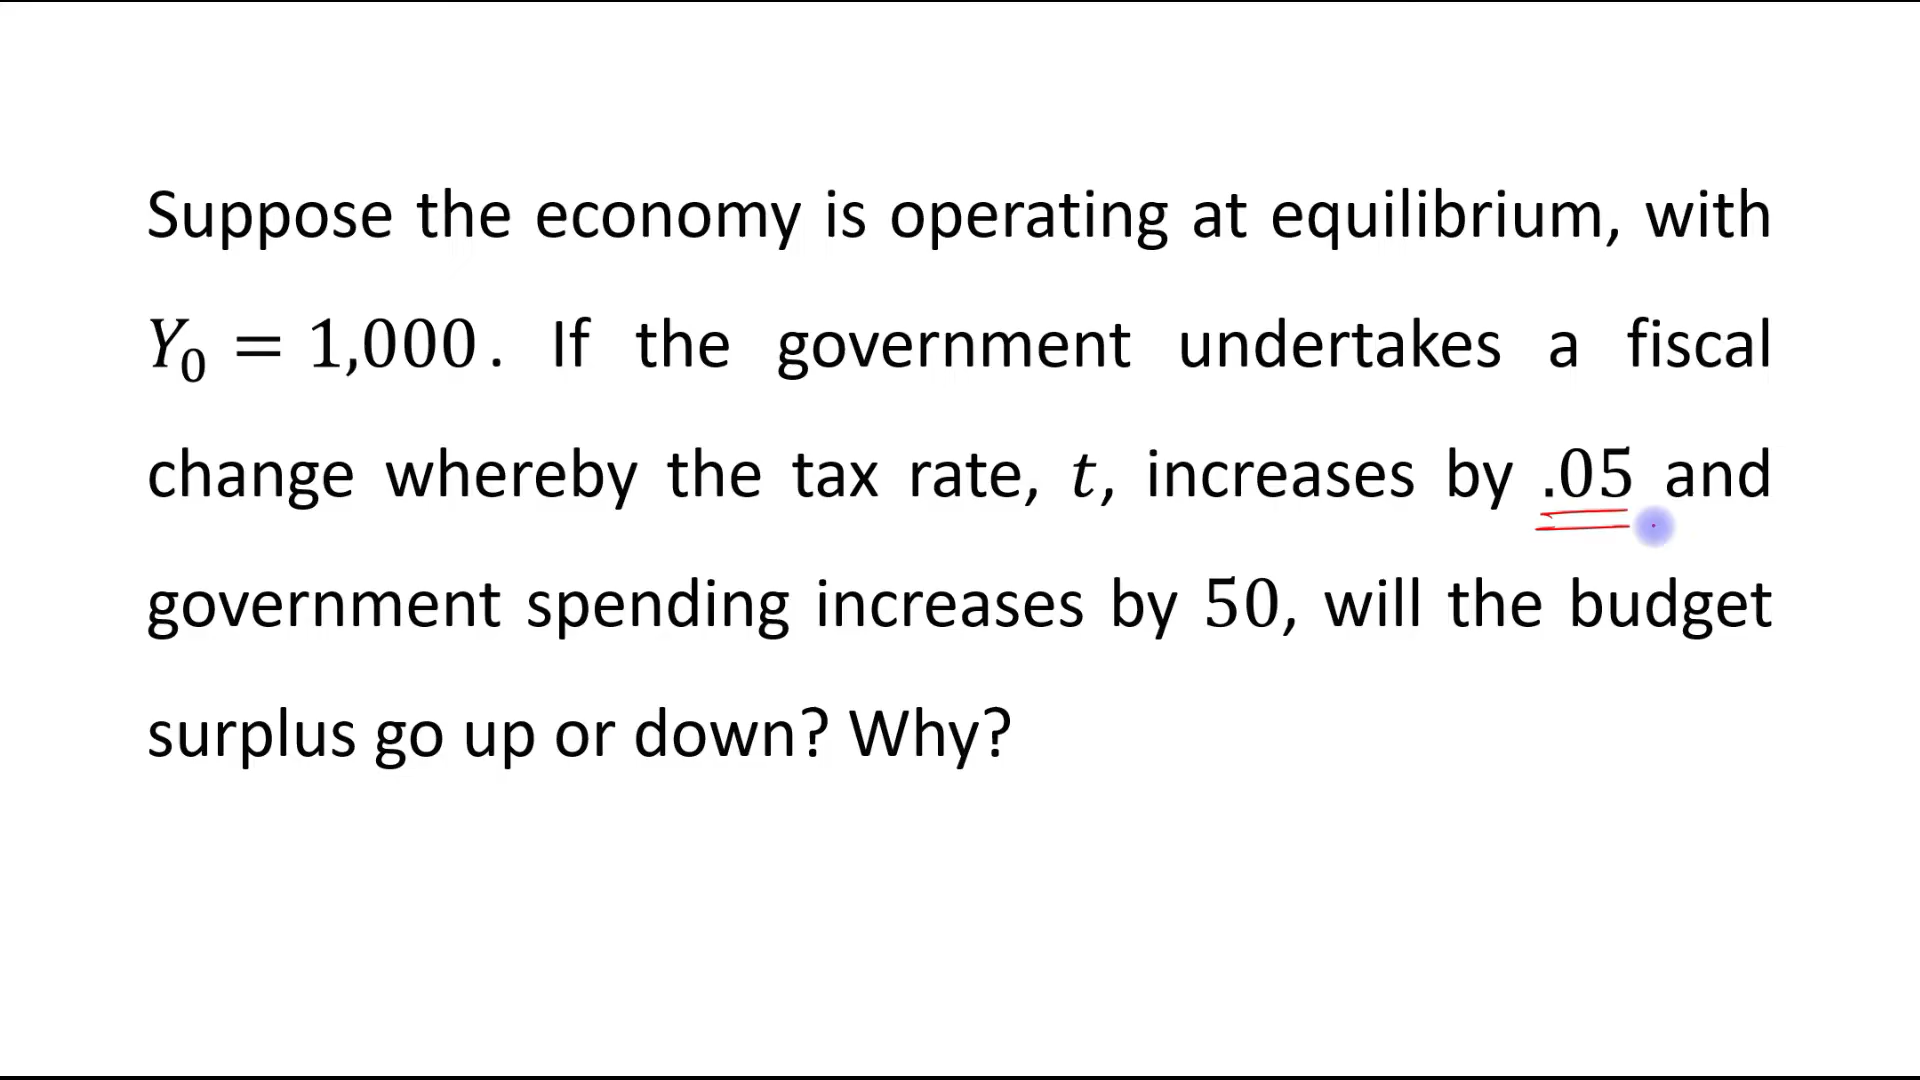 Suppose the economy is operating at equilibrium, with
Y₀ = 1,000. If the government undertakes a fiscal
change whereby the tax rate, t, increases by .05 and
government spending increases by 50, will the budget
surplus go up or down? Why?